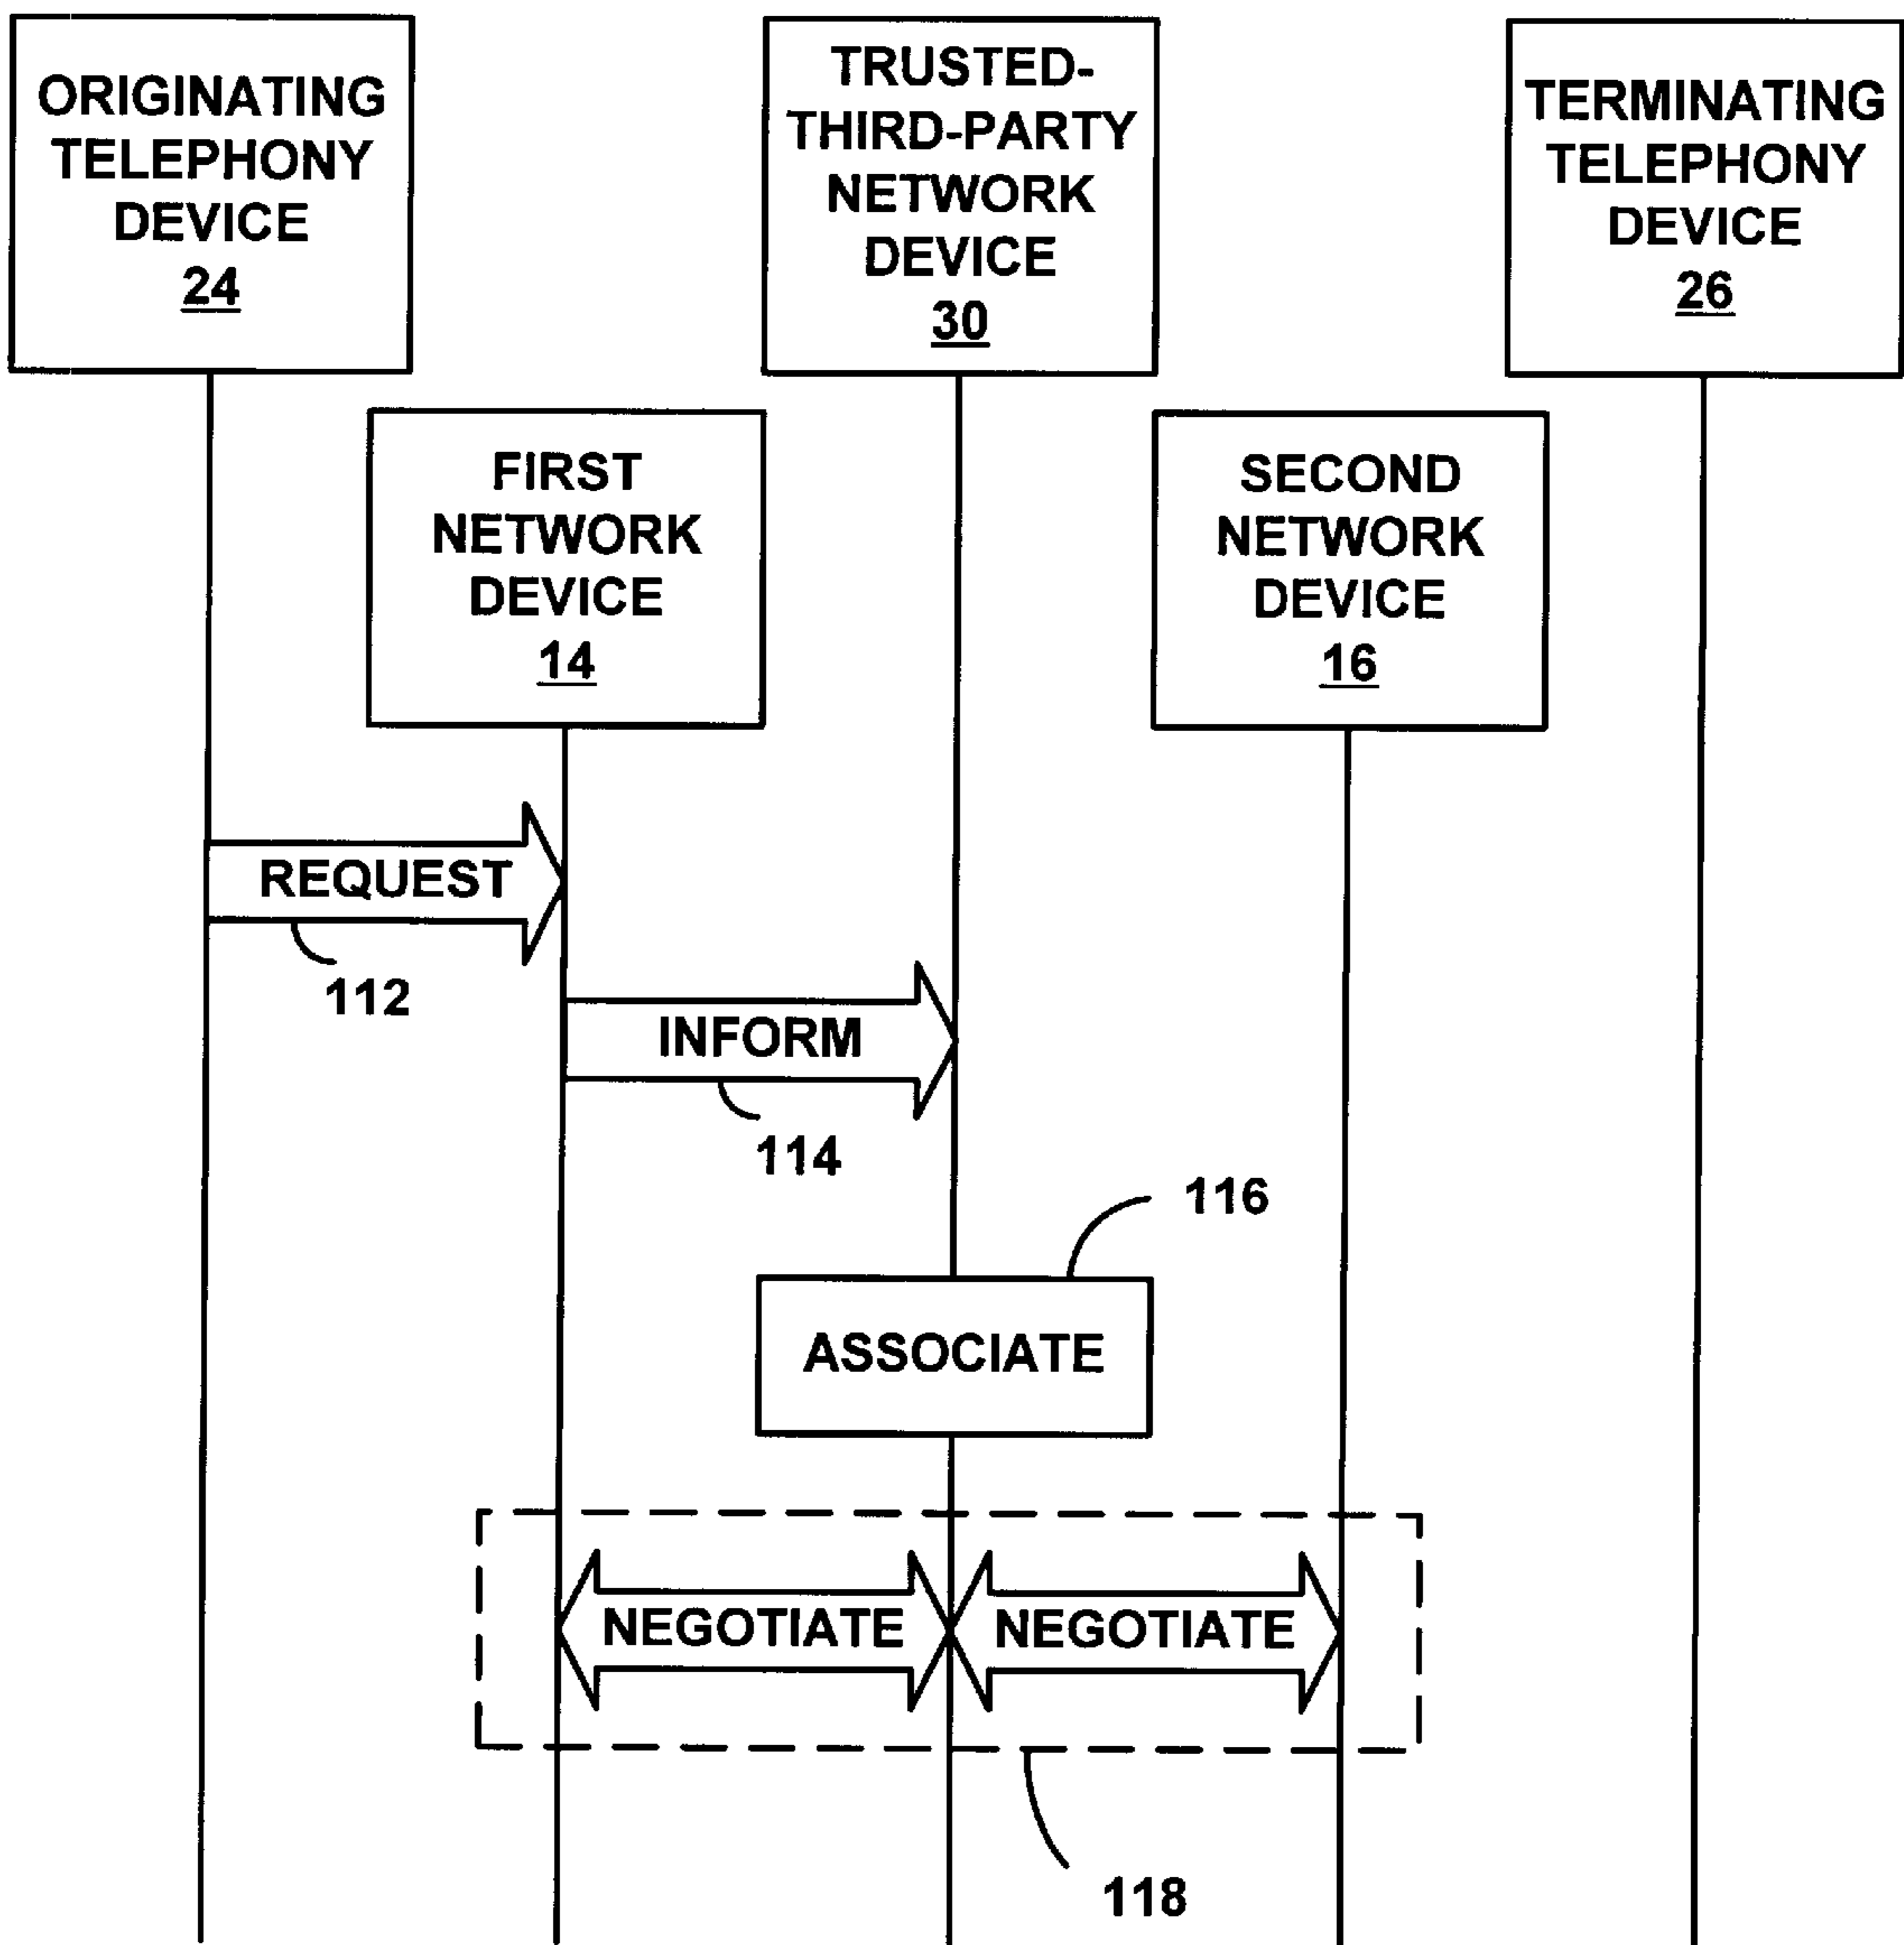 ORIGINATING
TELEPHONY
DEVICE
24
TRUSTED-
THIRD-PARTY
NETWORK
DEVICE
30
TERMINATING
TELEPHONY
DEVICE
26
FIRST
NETWORK
DEVICE
14
SECOND
NETWORK
DEVICE
16
REQUEST
112
INFORM
114
116
ASSOCIATE
NEGOTIATE
NEGOTIATE
118